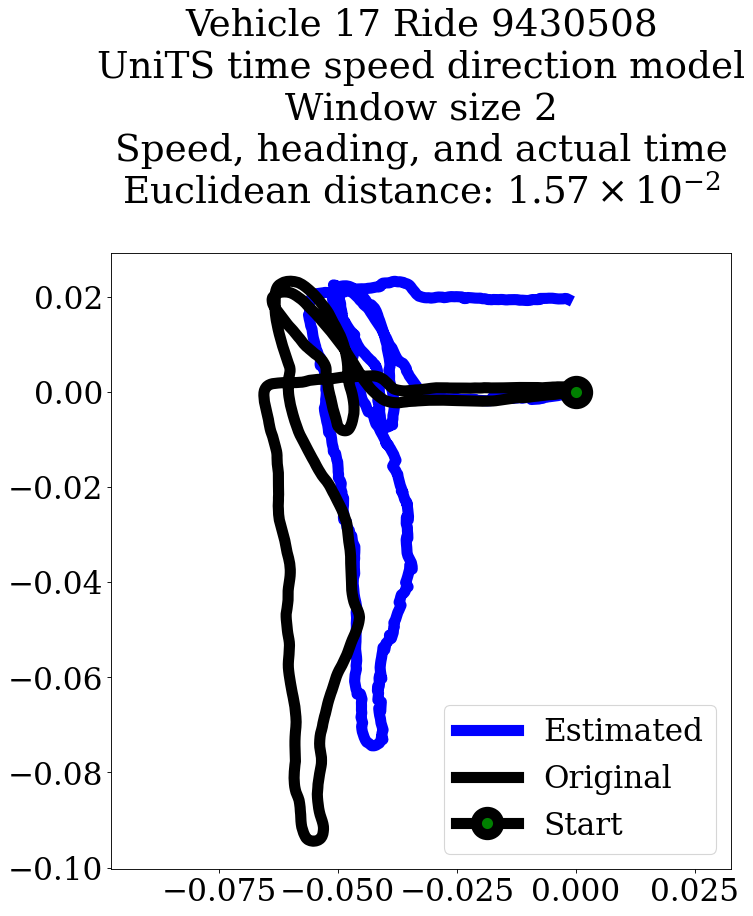 Vehicle 17 Ride 9430508
UniTS time speed direction model
Window size 2
Speed, heading, and actual time
Euclidean distance: 1.57 × 10⁻²
0.02
0.00
−0.02
−0.04
−0.06
−0.08
−0.10
Estimated
Original
Start
−0.075 −0.050 −0.025 0.000 0.025